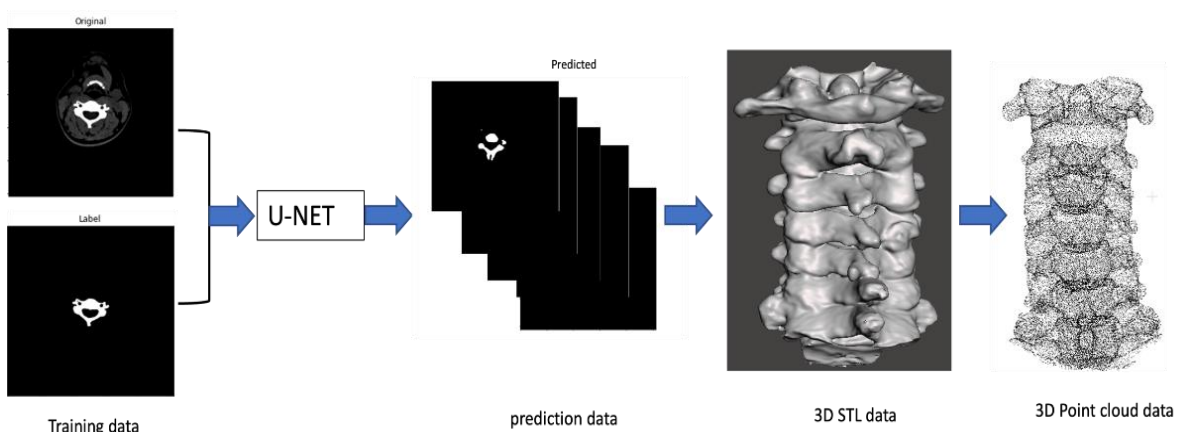 Original
Label
Training data
U-NET
Predicted
prediction data
3D STL data
3D Point cloud data